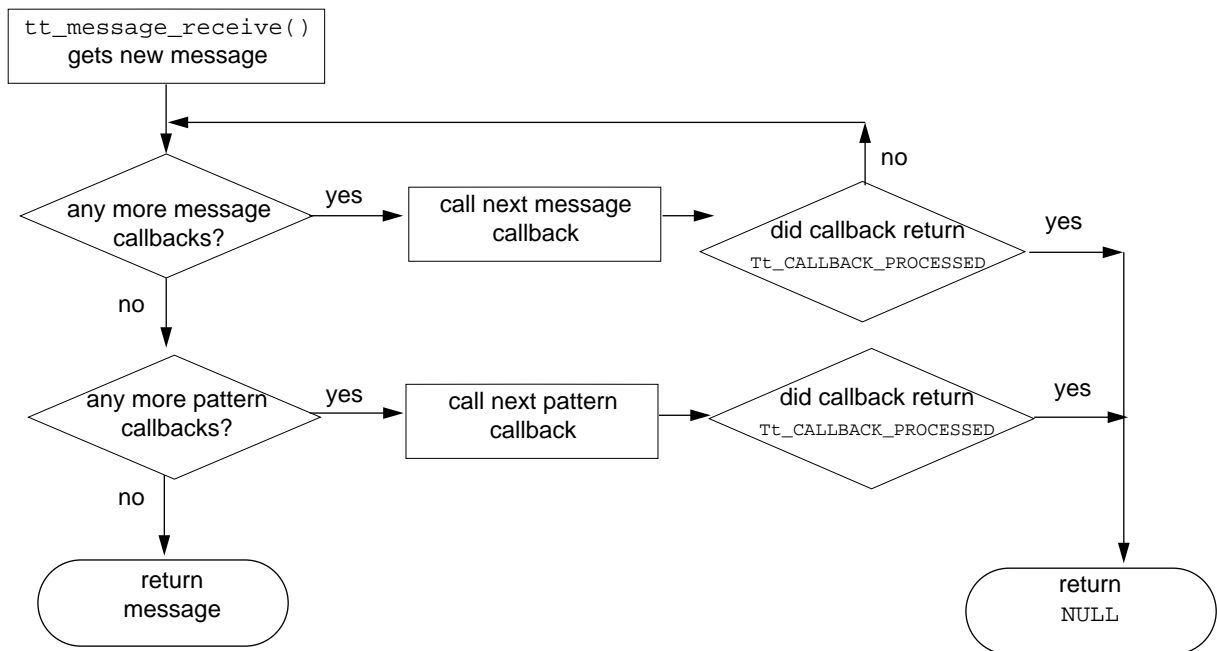 tt_message_receive()
gets new message
no
any more message
callbacks?
yes
call next message
callback
did callback return
Tt_CALLBACK_PROCESSED
yes
no
any more pattern
callbacks?
yes
call next pattern
callback
did callback return
Tt_CALLBACK_PROCESSED
yes
no
return
message
return
NULL